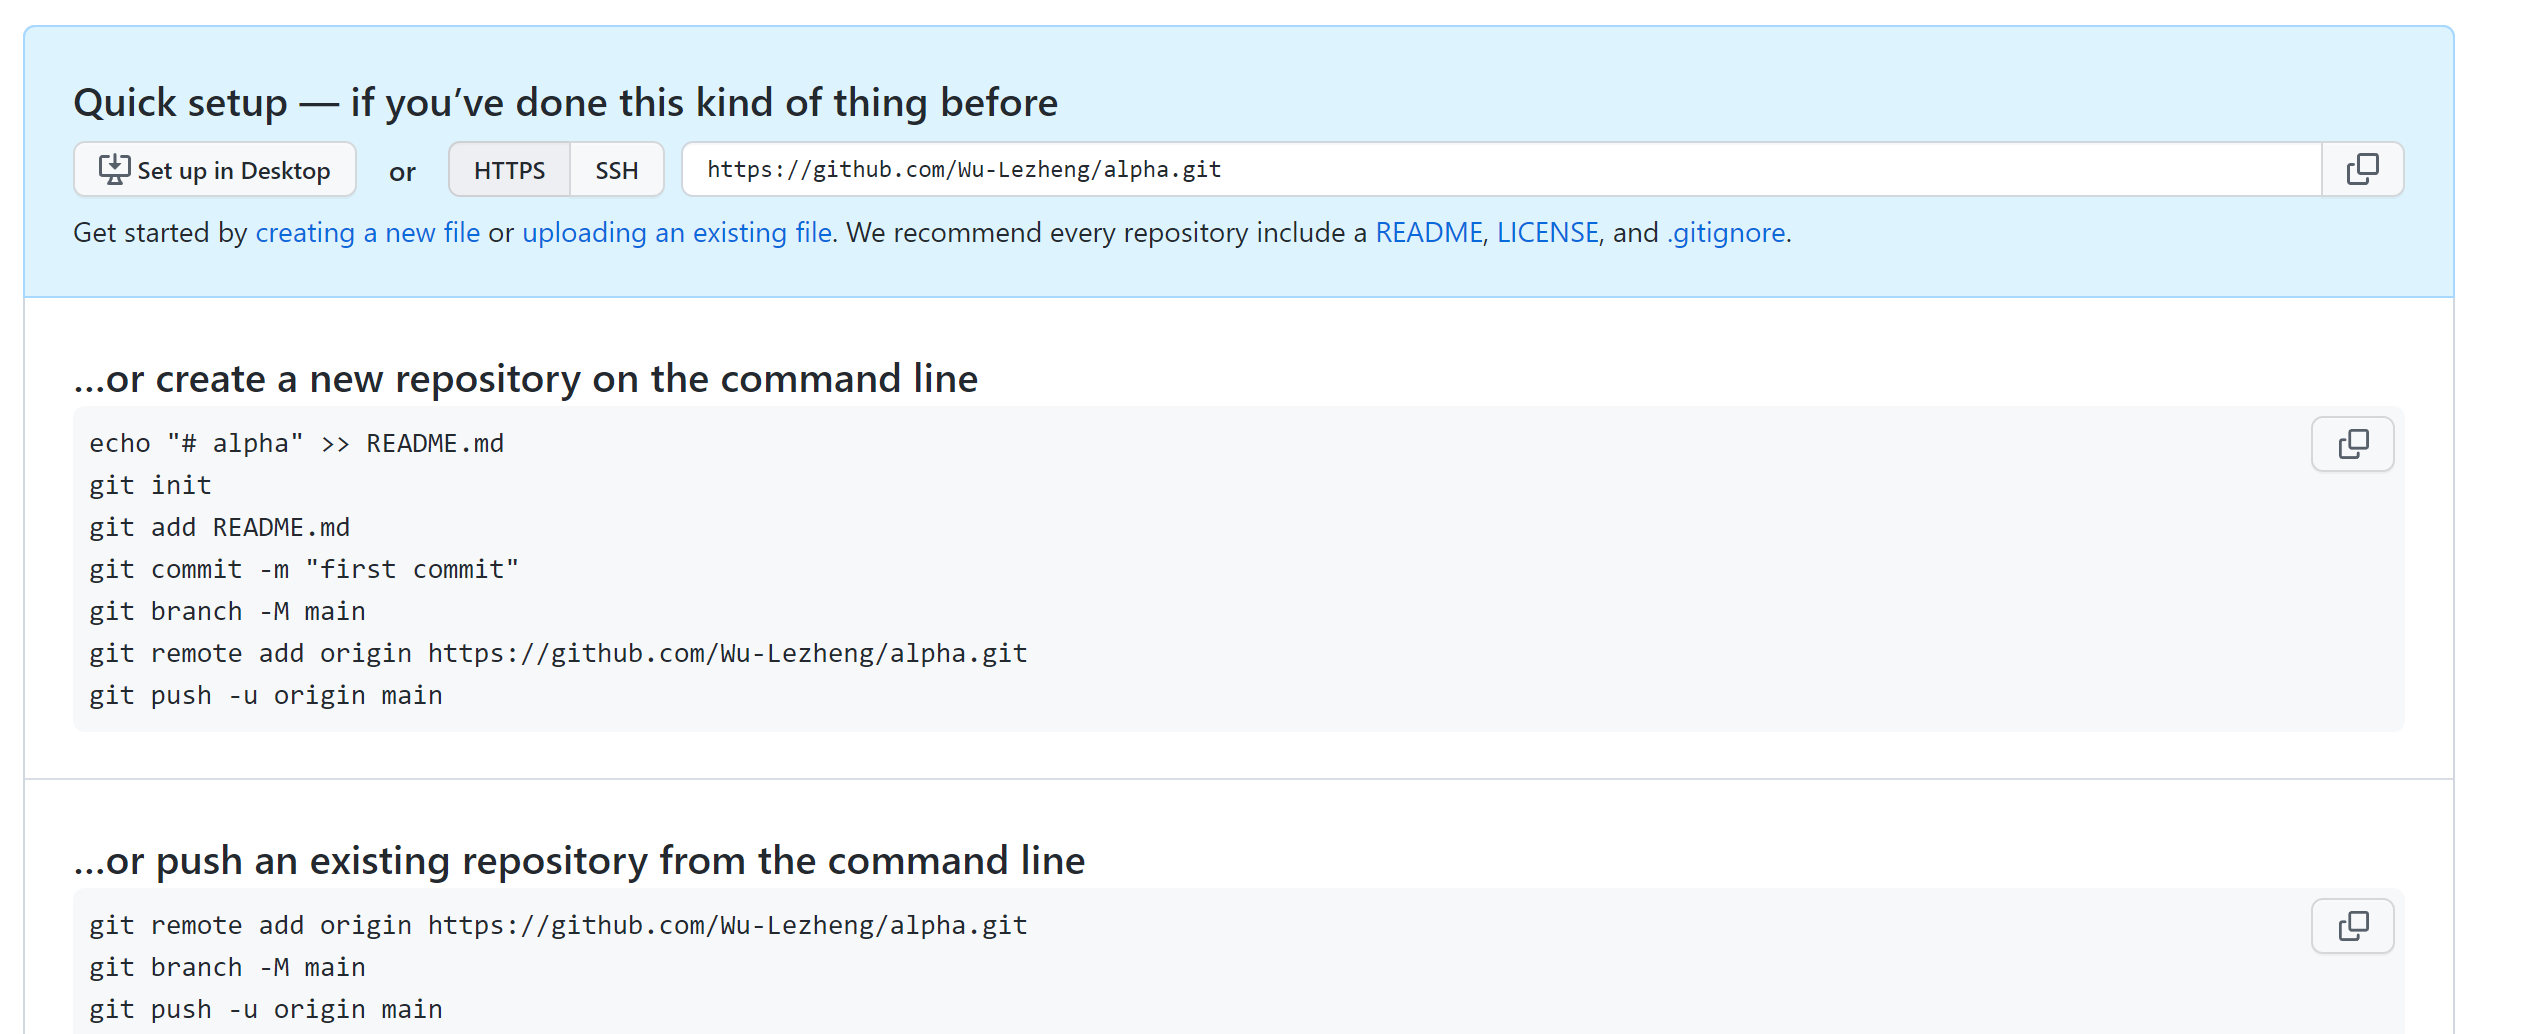 Quick setup — if you’ve done this kind of thing before
Set up in Desktop or HTTPS SSH https://github.com/Wu-Lezheng/alpha.git
Get started by creating a new file or uploading an existing file. We recommend every repository include a README, LICENSE, and .gitignore.
…or create a new repository on the command line
echo "# alpha" >> README.md
git init
git add README.md
git commit -m "first commit"
git branch -M main
git remote add origin https://github.com/Wu-Lezheng/alpha.git
git push -u origin main
…or push an existing repository from the command line
git remote add origin https://github.com/Wu-Lezheng/alpha.git
git branch -M main
git push -u origin main